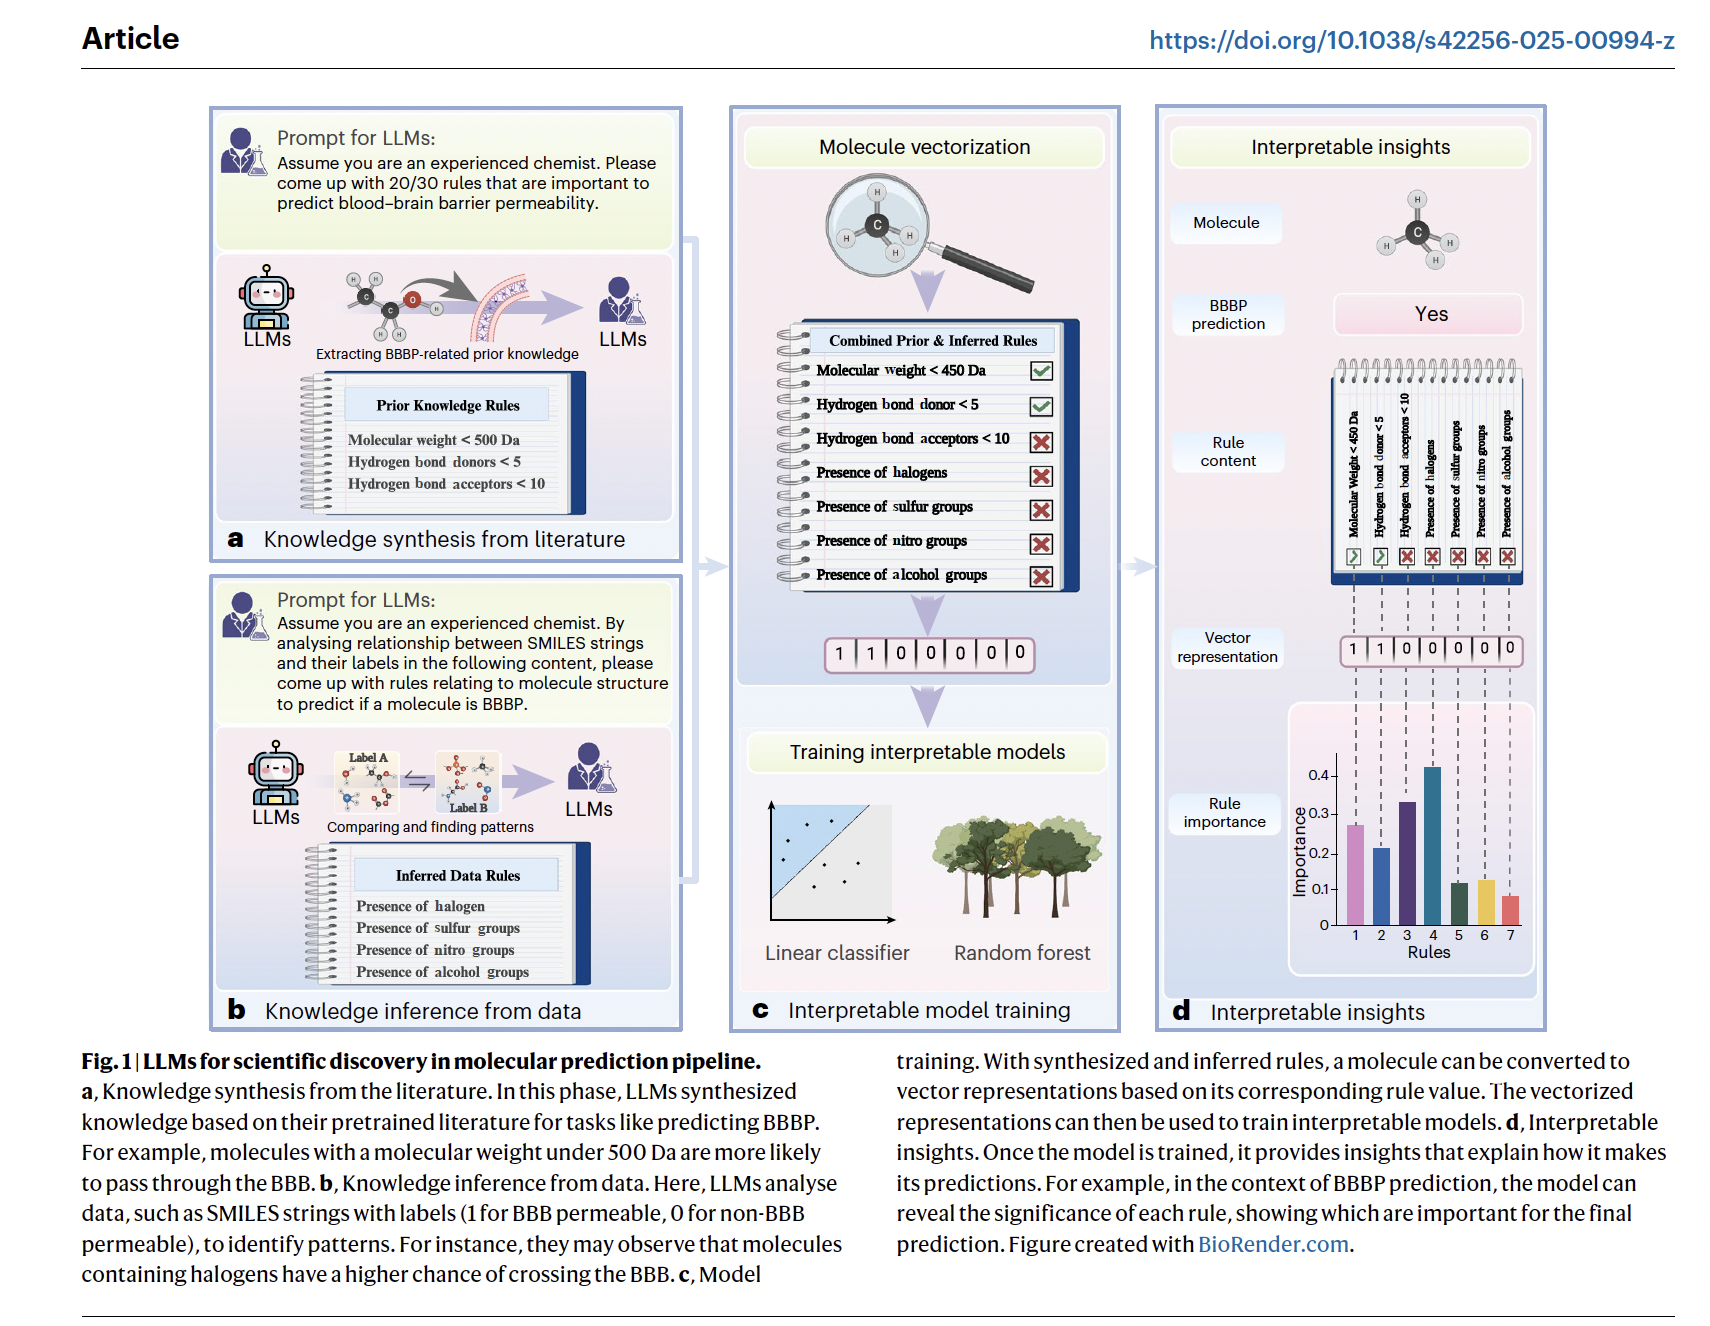 Article
https://doi.org/10.1038/s42256-025-00994-z
Prompt for LLMs:
Assume you are an experienced chemist. Please
come up with 20/30 rules that are important to
predict blood–brain barrier permeability.
H
H
C
C
O
H
H
H
LLMs
LLMs
Extracting BBBP-related prior knowledge
Prior Knowledge Rules
Molecular weight < 500 Da
Hydrogen bond donors < 5
Hydrogen bond acceptors < 10
a Knowledge synthesis from literature
Prompt for LLMs:
Assume you are an experienced chemist. By
analysing relationship between SMILES strings
and their labels in the following content, please
come up with rules relating to molecule structure
to predict if a molecule is BBBP.
Label A
Label B
LLMs
LLMs
Comparing and finding patterns
Inferred Data Rules
Presence of halogen
Presence of sulfur groups
Presence of nitro groups
Presence of alcohol groups
b Knowledge inference from data
Molecule vectorization
H
C
H
H
H
Combined Prior & Inferred Rules
Molecular weight < 450 Da
Hydrogen bond donor < 5
Hydrogen bond acceptors < 10
Presence of halogens
Presence of sulfur groups
Presence of nitro groups
Presence of alcohol groups
1 1 0 0 0 0 0
Training interpretable models
Linear classifier
Random forest
c Interpretable model training
Interpretable insights
Molecule
H
C
H
H
H
BBBP
prediction
Yes
Rule
content
Molecular Weight < 450 Da
Hydrogen bond donor < 5
Hydrogen bond acceptors < 10
Presence of halogens
Presence of sulfur groups
Presence of nitro groups
Presence of alcohol groups
Vector
representation
1 1 0 0 0 0 0
Rule
importance
Importance
0.4
0.3
0.2
0.1
0
1 2 3 4 5 6 7
Rules
d Interpretable insights
Fig. 1 | LLMs for scientific discovery in molecular prediction pipeline.
a, Knowledge synthesis from the literature. In this phase, LLMs synthesized
knowledge based on their pretrained literature for tasks like predicting BBBP.
For example, molecules with a molecular weight under 500 Da are more likely
to pass through the BBB. b, Knowledge inference from data. Here, LLMs analyse
data, such as SMILES strings with labels (1 for BBB permeable, 0 for non-BBB
permeable), to identify patterns. For instance, they may observe that molecules
containing halogens have a higher chance of crossing the BBB. c, Model
training. With synthesized and inferred rules, a molecule can be converted to
vector representations based on its corresponding rule value. The vectorized
representations can then be used to train interpretable models. d, Interpretable
insights. Once the model is trained, it provides insights that explain how it makes
its predictions. For example, in the context of BBBP prediction, the model can
reveal the significance of each rule, showing which are important for the final
prediction. Figure created with BioRender.com.